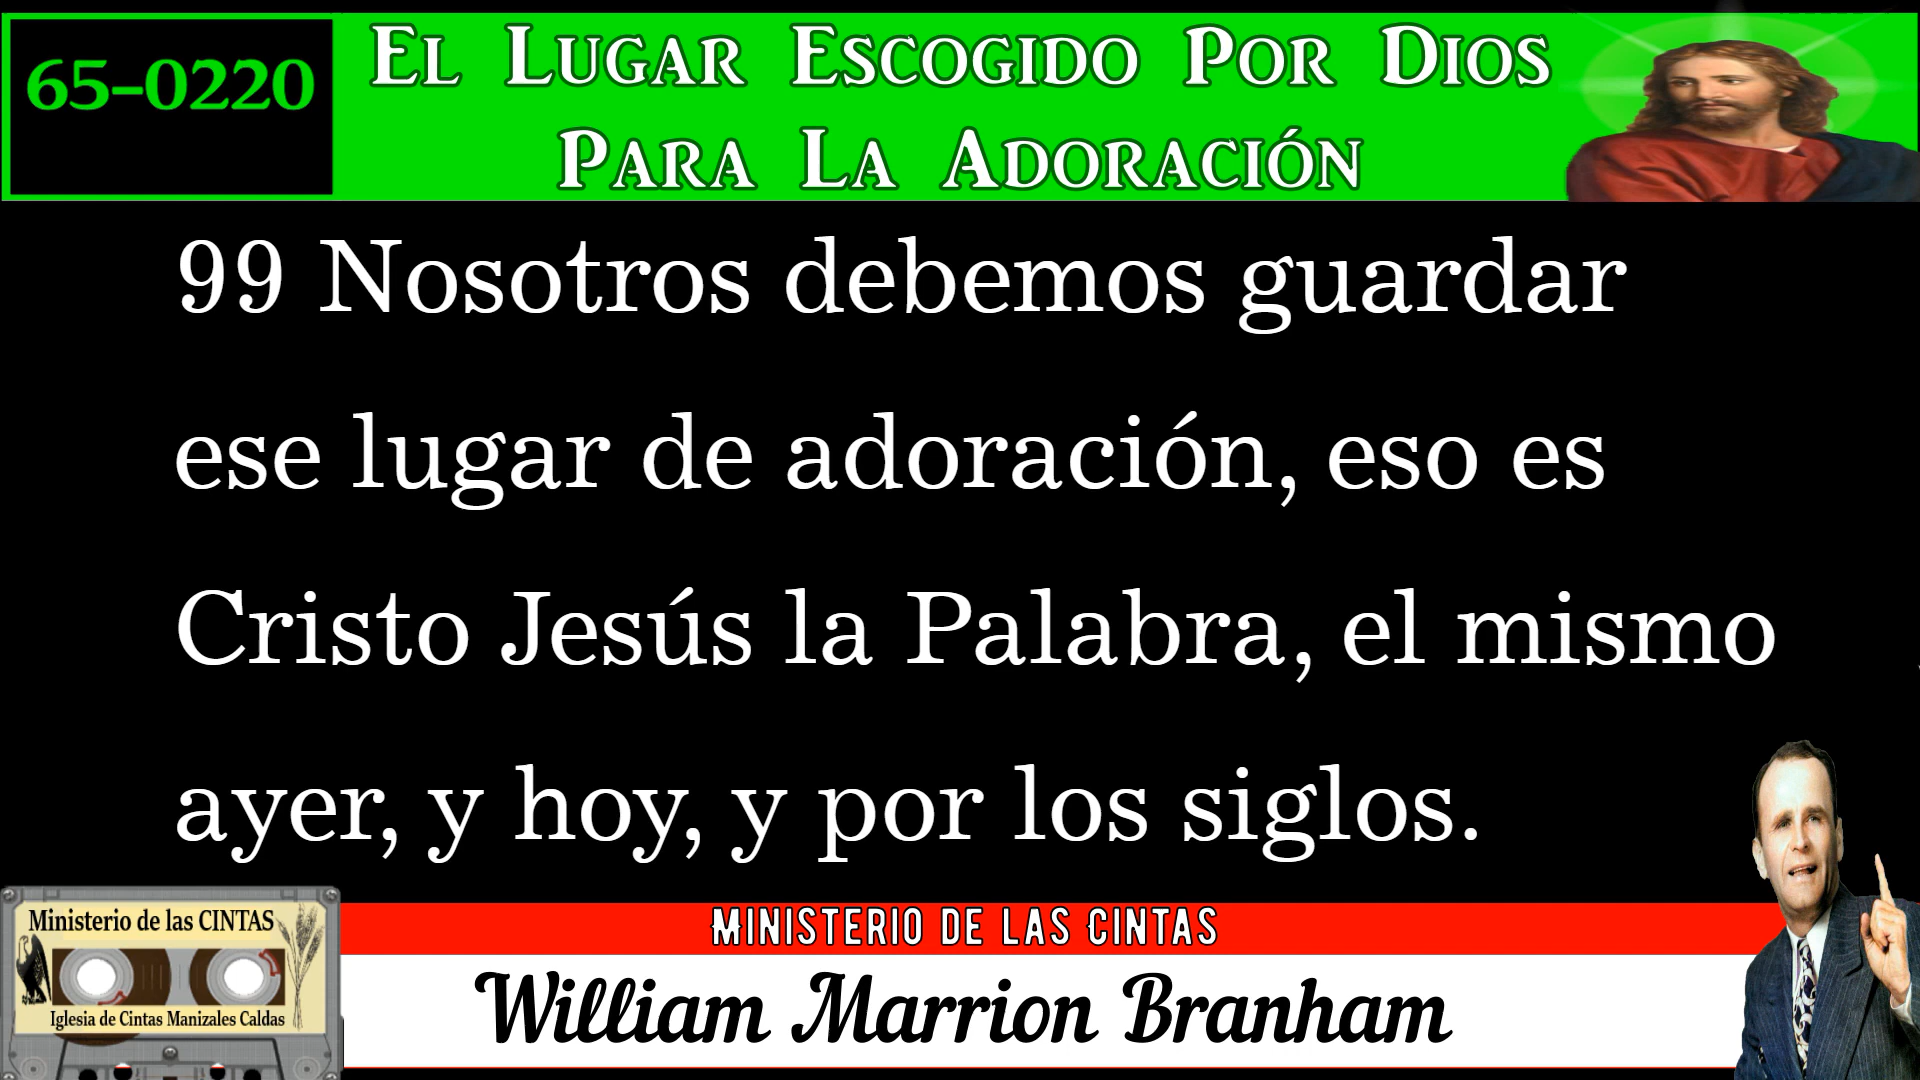 65-0220
El Lugar Escogido Por Dios
Para La Adoración
99 Nosotros debemos guardar
ese lugar de adoración, eso es
Cristo Jesús la Palabra, el mismo
ayer, y hoy, y por los siglos.
Ministerio de las CINTAS
Iglesia de Cintas Manizales Caldas
MINISTERIO DE LAS CINTAS
William Marrion Branham